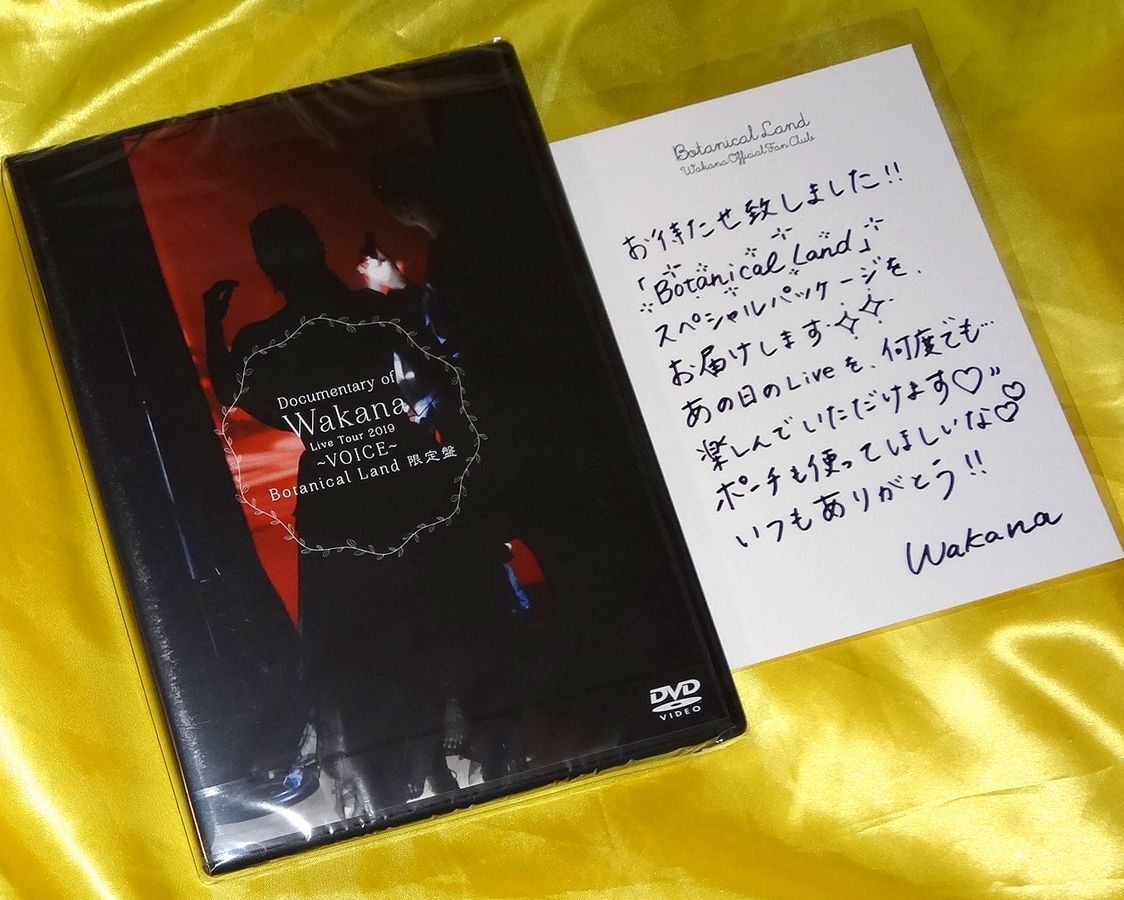 Documentary of
Wakana
Live Tour 2019
~VOICE~
Botanical Land 限定盤
DVD
VIDEO
Botanical Land
Wakana Official Fan Club
お待たせ致しました!!
「Botanical Land」
スペシャルパッケージを、
お届けします
あの日のLiveを、何度でも…
楽しんでいただけます♡"
ポーチも使ってほしいな♡♡
いつもありがとう!!
Wakana